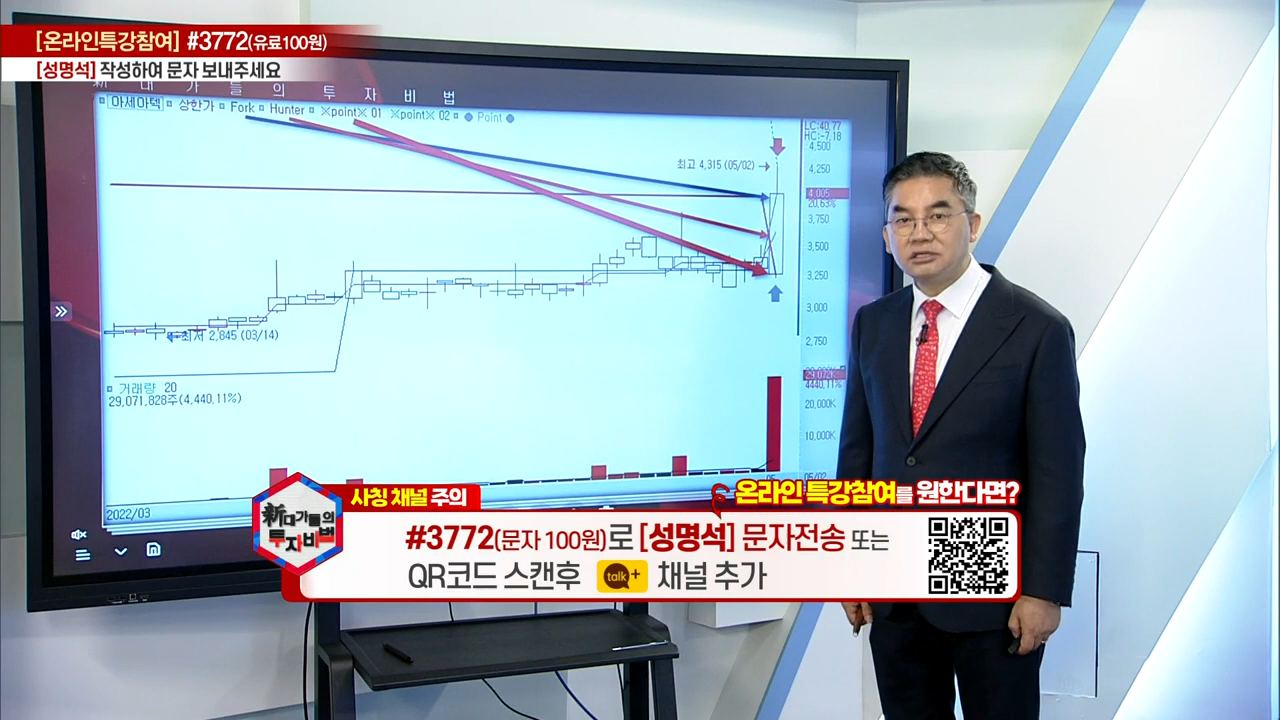 [온라인특강참여] #3772(유료100원)
[성명석] 작성하여 문자 보내주세요
新 대 가 들 의 투 자 비 법
아세아텍 상한가 Fork Hunter ※point※ 01 ※point※ 02 Point
LC:40.77
HC:-7.18
4,500
최고 4,315 (05/02)
4,250
4,005
20.63%
3,750
3,500
3,250
3,000
최저 2,845 (03/14)
2,750
거래량 20
29,071,828주(4,440.11%)
29,072K
4440.11%
20,000K
10,000K
2022/03
05
05/02
사칭 채널 주의
온라인 특강참여를 원한다면?
新대가들의
투자비법
#3772(문자 100원)로 [성명석] 문자전송 또는
QR코드 스캔후 talk+ 채널 추가